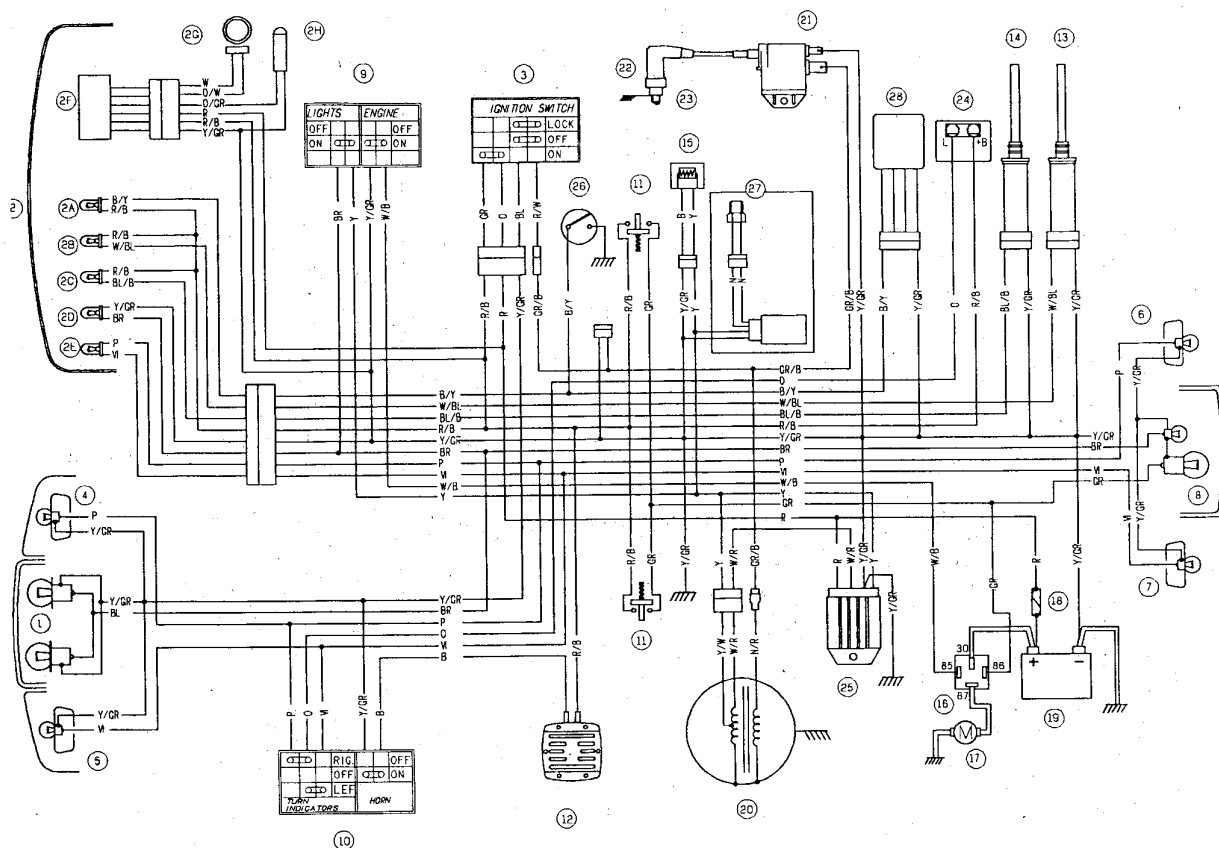 2G
2H
21
2F
W
O/W
O/GR
R
R/B
Y/GR
9
LIGHTS
ENGINE
OFF
OFF
ON
ON
3
IGNITION SWITCH
LOCK
OFF
ON
22
23
28
24
L
+B
14
13
26
11
15
27
2
2A
B/Y
R/B
2B
R/B
W/BL
2C
R/B
BL/B
2D
Y/GR
BR
2E
P
VI
BR
Y
Y/GR
W/B
GR
O
BL
R/W
R/B
R
Y/GR
GR/B
B/Y
R/B
GR
B
Y
Y/GR
Y
N
N
GR/B
Y/GR
B/Y
Y/GR
O
R/B
BL/B
Y/GR
W/BL
Y/GR
6
P
Y/GR
B/Y
W/BL
BL/B
R/B
Y/GR
BR
P
VI
W/B
Y
GR/B
O
B/Y
W/BL
BL/B
R/B
Y/GR
BR
P
VI
W/B
Y
GR
R
Y/GR
BR
VI
GR
8
VI
Y/GR
7
4
P
Y/GR
1
Y/GR
BL
Y/GR
VI
5
Y/GR
BR
P
O
VI
B
R/B
R/B
GR
11
Y/GR
Y
W/R
GR/B
Y/W
W/R
N/R
R
W/R
Y/GR
Y
Y/GR
25
W/B
GR
R
Y/GR
18
30
85
86
87
+
-
16
M
17
19
P
O
VI
Y/GR
B
RIG.
OFF
OFF
ON
LEF
TURN
INDICATORS
HORN
10
12
20